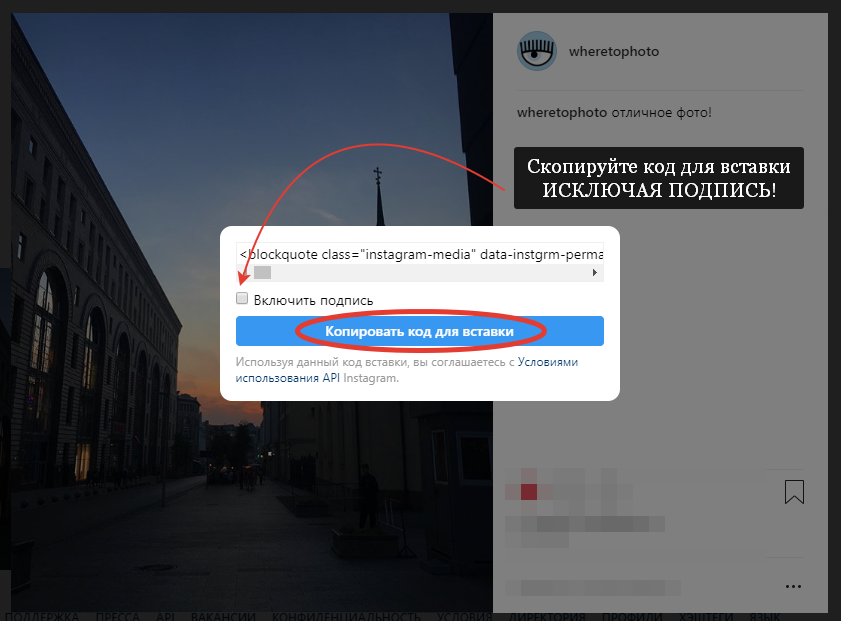 wheretophoto
wheretophoto отличное фото!
Скопируйте код для вставки
ИСКЛЮЧАЯ ПОДПИСЬ!
<blockquote class="instagram-media" data-instgrm-perma
Включить подпись
Копировать код для вставки
Используя данный код вставки, вы соглашаетесь с Условиями
использования API Instagram.
ПОДДЕРЖКА ПРЕССА API ВАКАНСИИ КОНФИДЕНЦИАЛЬНОСТЬ УСЛОВИЯ ДИРЕКТОРИЯ ПРОФИЛИ ХЭШТЕГИ ЯЗЫК